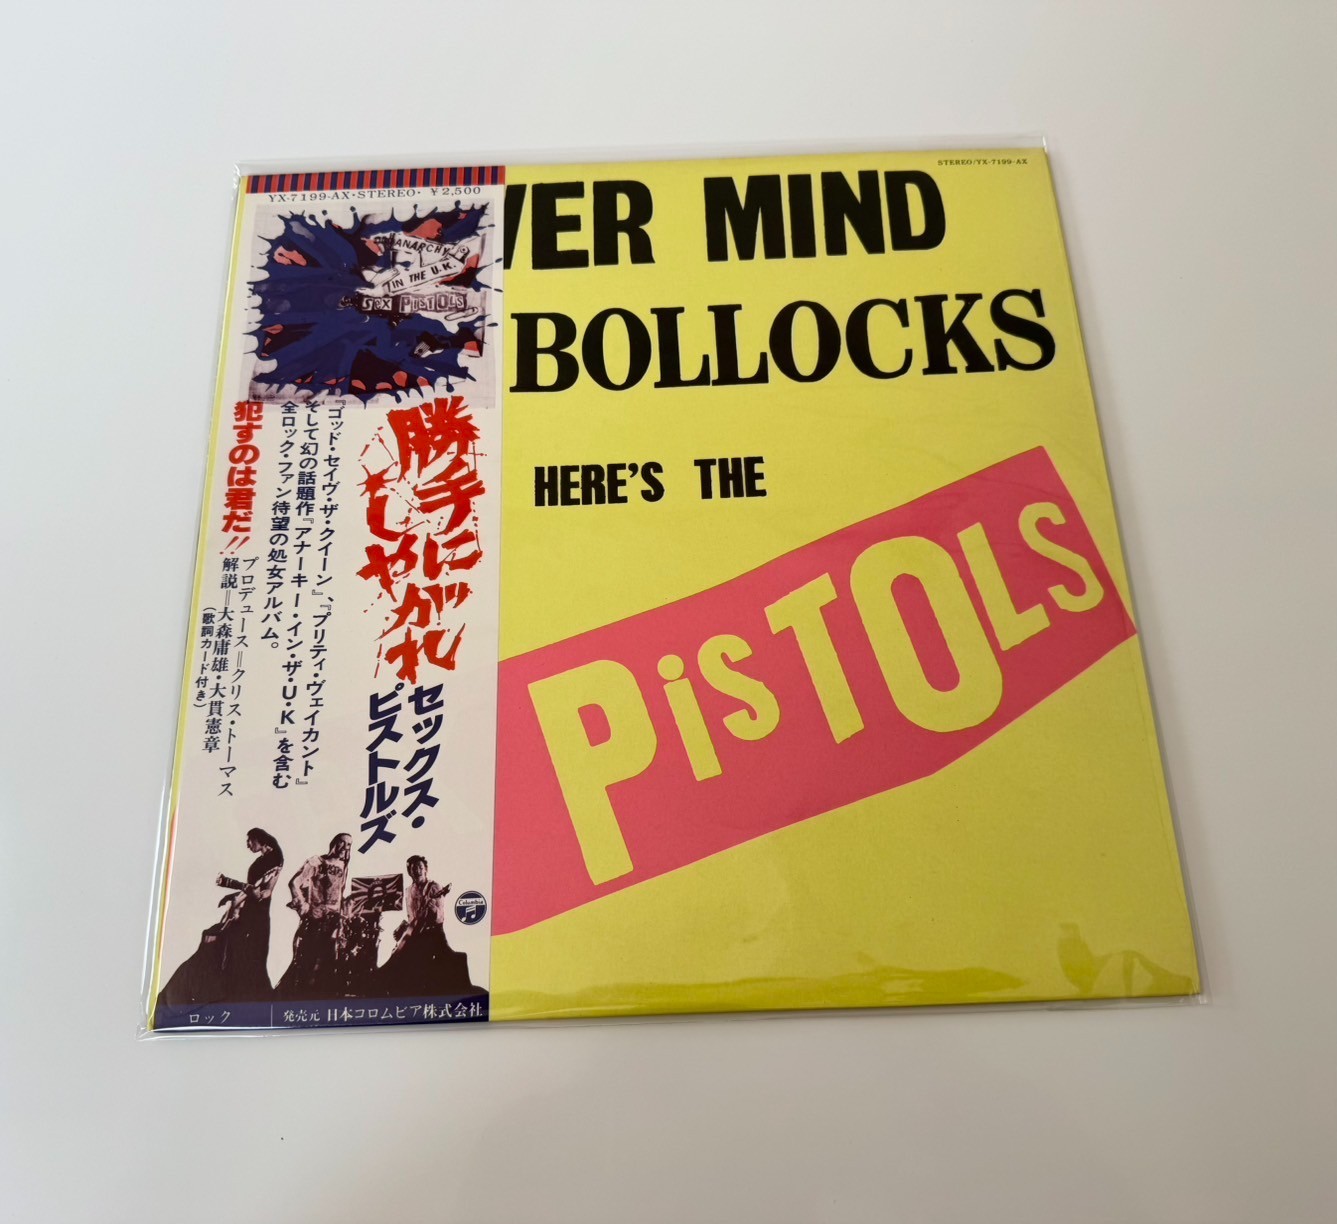 STEREO/YX-7199-AX
YX-7199-AX・STEREO・ ¥2,500
VER MIND
BOLLOCKS
HERE'S THE
PiSTOLS
ANARCHY
IN THE U.K.
SEX PISTOLS
勝手に
しやがれ
セックス・
ピストルズ
『ゴッド・セイヴ・ザ・クイーン』、『プリティ・ヴェイカント』
そして幻の話題作『アナーキー・イン・ザ・U・K』を含む
全ロック・ファン待望の処女アルバム。
犯すのは君だ!!
プロデュース=クリス・トーマス
解説=大森庸雄・大貫憲章
(歌詞カード付き)
Columbia
ロック
発売元 日本コロムビア株式会社